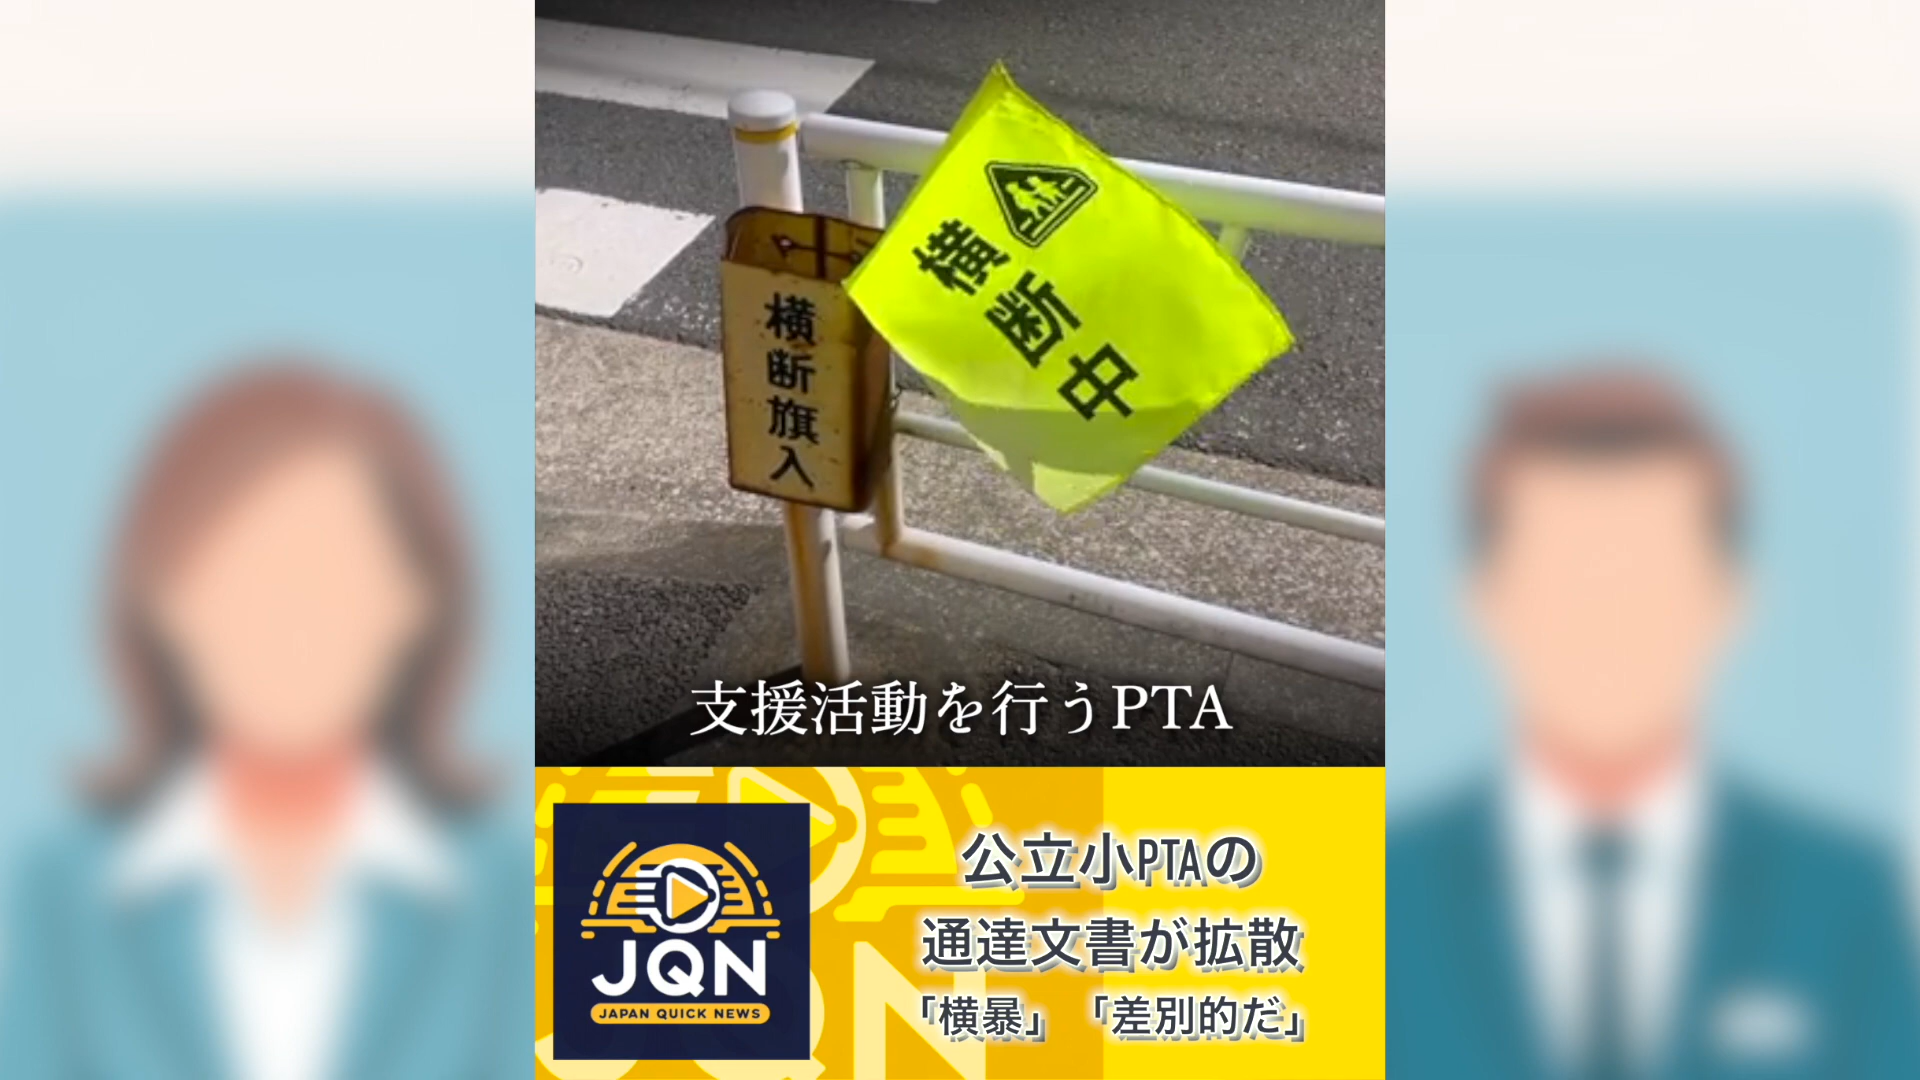 横断中
横断旗入
支援活動を行うPTA
公立小PTAの
通達文書が拡散
「横暴」「差別的だ」
JQN
JAPAN QUICK NEWS